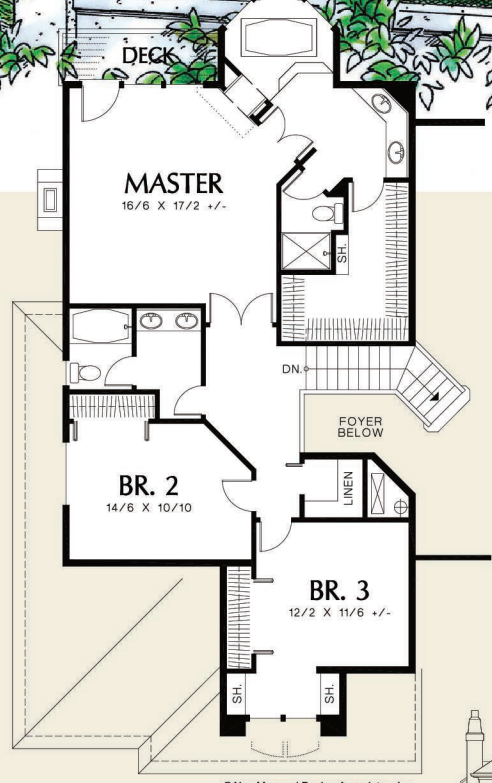 DECK
MASTER
16/6 X 17/2 +/-
SH.
DN.
FOYER
BELOW
BR. 2
14/6 X 10/10
LINEN
BR. 3
12/2 X 11/6 +/-
SH.
SH.